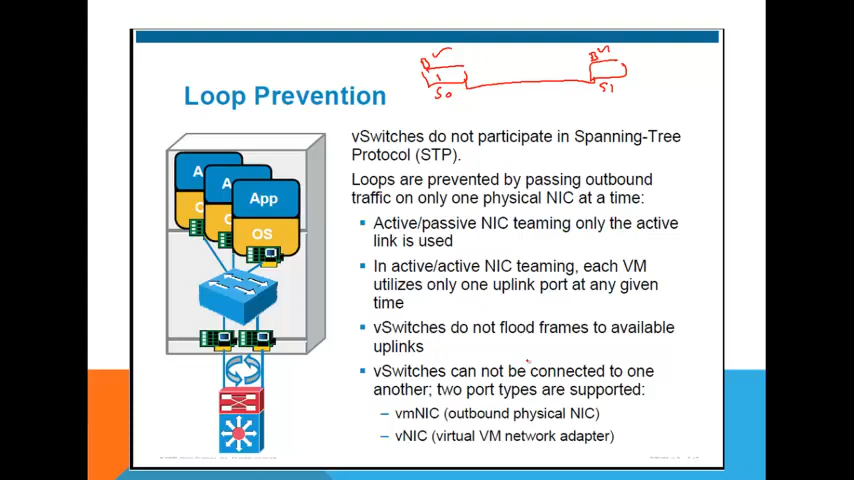 B
B
1
S0
S1
Loop Prevention
vSwitches do not participate in Spanning-Tree
Protocol (STP).
Loops are prevented by passing outbound
traffic on only one physical NIC at a time:
Active/passive NIC teaming only the active
link is used
In active/active NIC teaming, each VM
utilizes only one uplink port at any given
time
vSwitches do not flood frames to available
uplinks
vSwitches can not be connected to one
another; two port types are supported:
– vmNIC (outbound physical NIC)
– vNIC (virtual VM network adapter)
A
A
App
OS